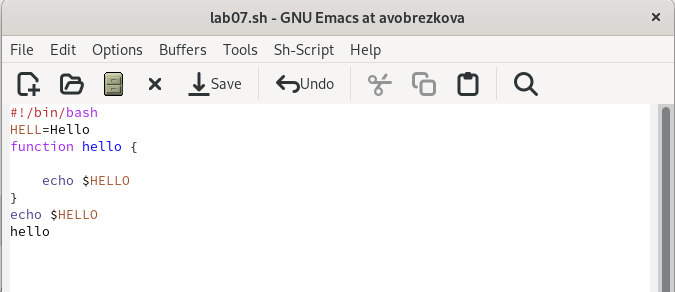 lab07.sh - GNU Emacs at avobrezkova
File Edit Options Buffers Tools Sh-Script Help
Save Undo
#!/bin/bash
HELL=Hello
function hello {
    echo $HELLO
}
echo $HELLO
hello